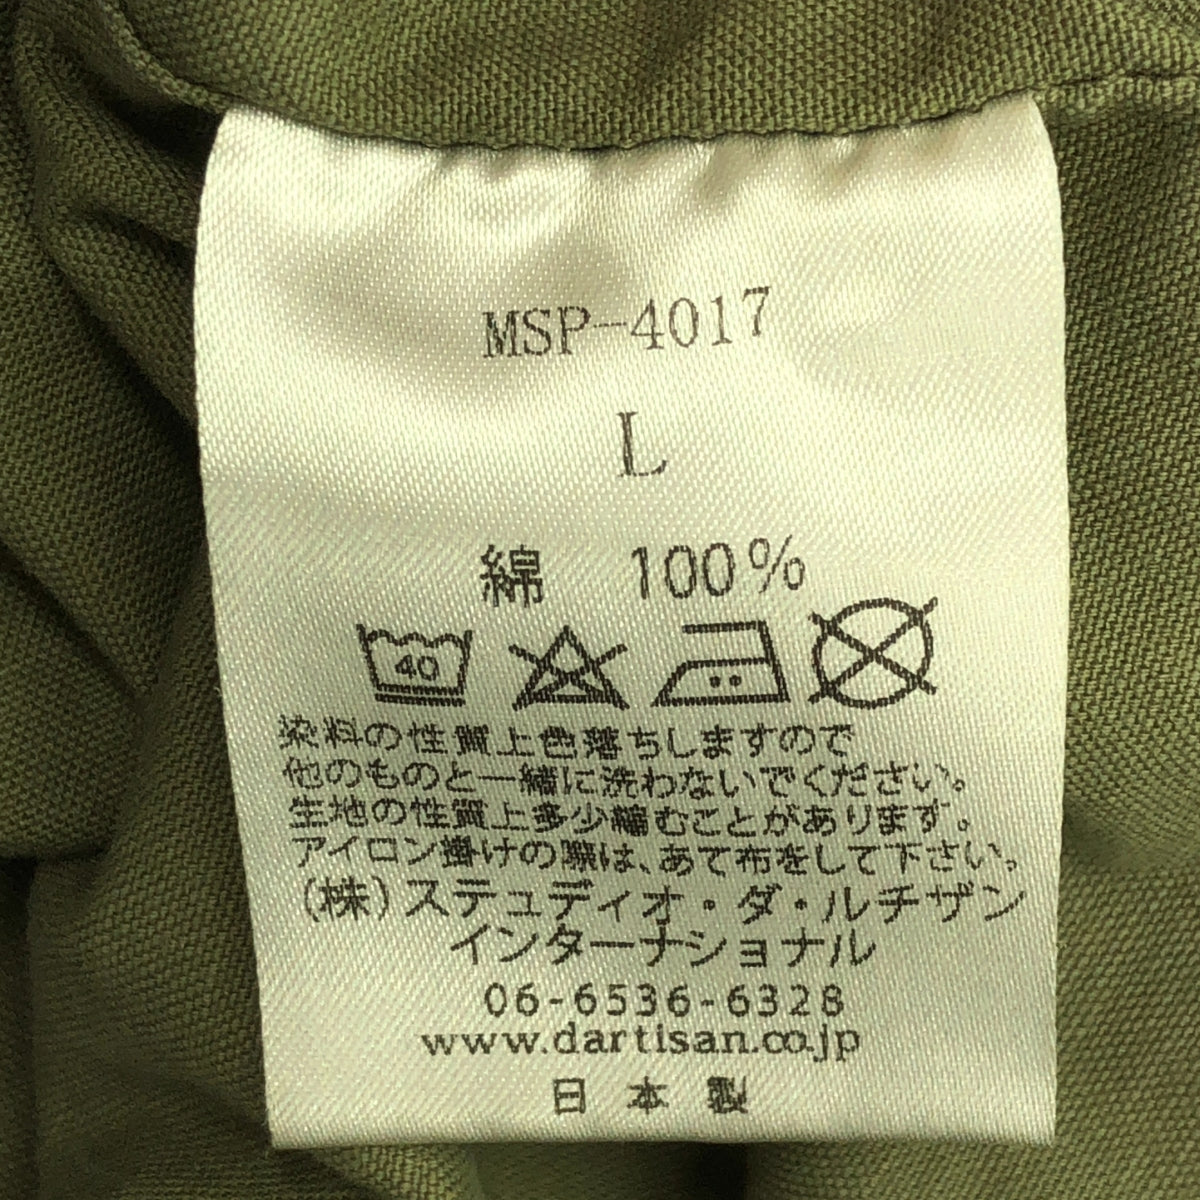 MSP-4017
L
綿 100%
40
染料の性質上色落ちしますので
他のものと一緒に洗わないでください。
生地の性質上多少縮むことがあります。
アイロン掛けの際は、あて布をして下さい。
(株)ステュディオ・ダ・ルチザン
インターナショナル
06-6536-6328
www.dartisan.co.jp
日本製